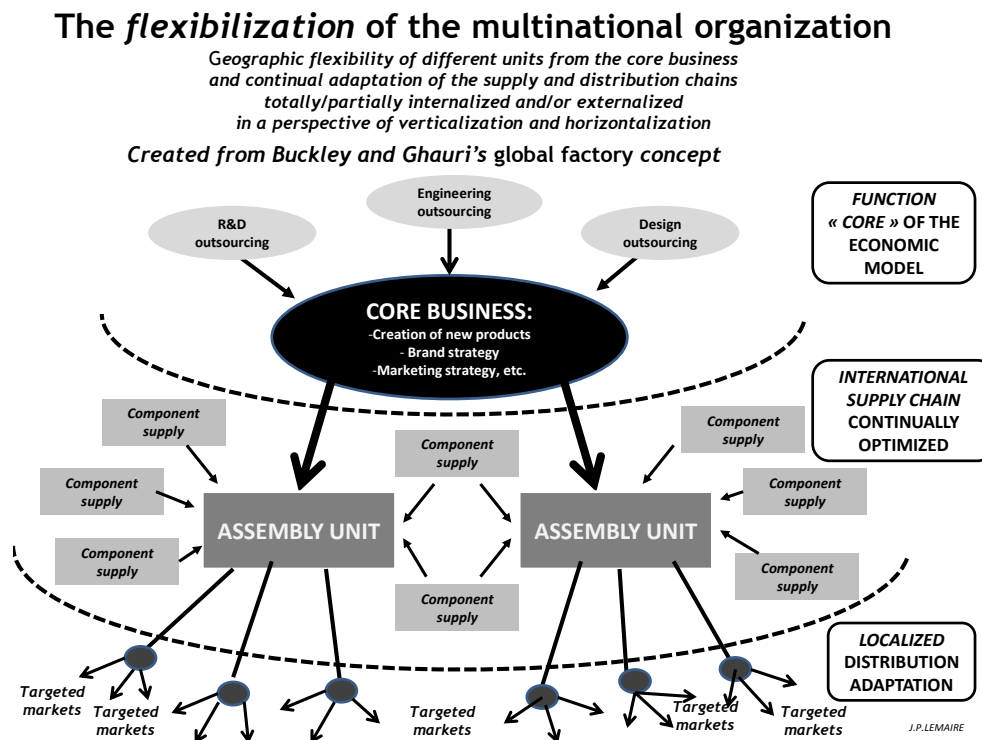 The flexibilization of the multinational organization
Geographic flexibility of different units from the core business
and continual adaptation of the supply and distribution chains
totally/partially internalized and/or externalized
in a perspective of verticalization and horizontalization
Created from Buckley and Ghauri's global factory concept
Engineering
outsourcing
R&D
outsourcing
Design
outsourcing
FUNCTION
« CORE » OF THE
ECONOMIC
MODEL
CORE BUSINESS:
-Creation of new products
- Brand strategy
-Marketing strategy, etc.
INTERNATIONAL
SUPPLY CHAIN
CONTINUALLY
OPTIMIZED
Component
supply
Component
supply
Component
supply
Component
supply
Component
supply
ASSEMBLY UNIT
ASSEMBLY UNIT
Component
supply
Component
supply
Component
supply
LOCALIZED
DISTRIBUTION
ADAPTATION
Targeted
markets
Targeted
markets
Targeted
markets
Targeted
markets
Targeted
markets
J.P.LEMAIRE